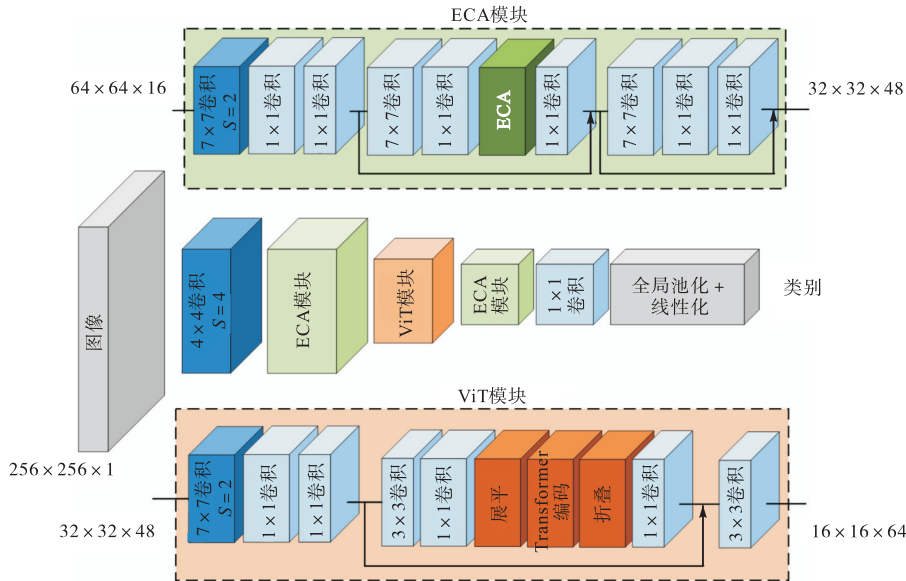 ECA模块
64×64×16
7×7卷积
S=2
1×1卷积
1×1卷积
7×7卷积
1×1卷积
ECA
1×1卷积
7×7卷积
1×1卷积
1×1卷积
32×32×48
图像
256×256×1
4×4卷积
S=4
ECA模块
ViT模块
ECA
模块
1×1
卷积
全局池化+
线性化
类别
ViT模块
32×32×48
7×7卷积
S=2
1×1卷积
1×1卷积
3×3卷积
1×1卷积
展平
Transformer
编码
折叠
1×1卷积
3×3卷积
16×16×64